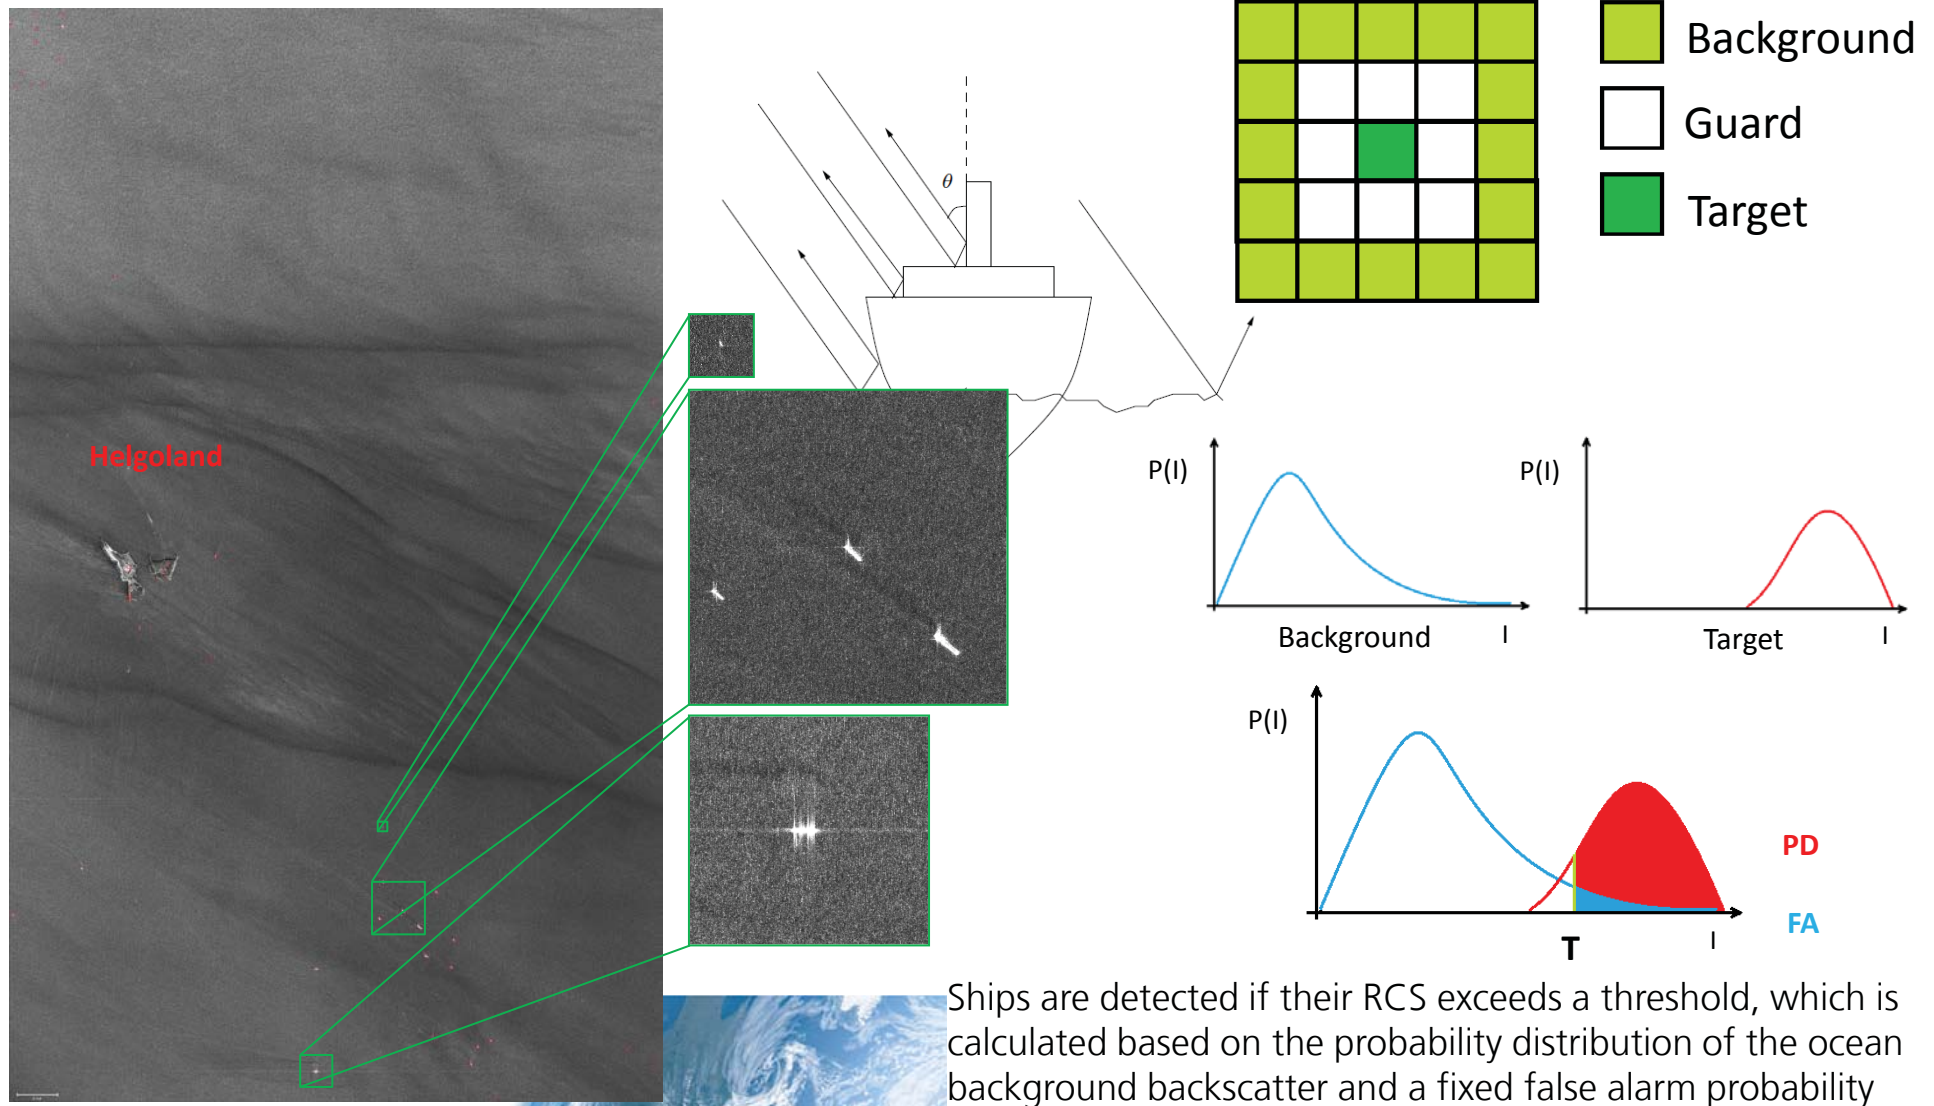 Helgoland
θ
Background
Guard
Target
P(I)
Background
I
P(I)
Target
I
P(I)
PD
FA
T
I
Ships are detected if their RCS exceeds a threshold, which is
calculated based on the probability distribution of the ocean
background backscatter and a fixed false alarm probability